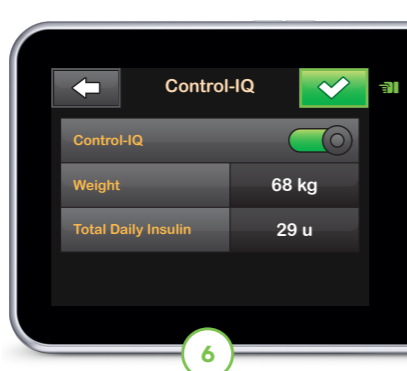 Control-IQ
Control-IQ
Weight 68 kg
Total Daily Insulin 29 u
6